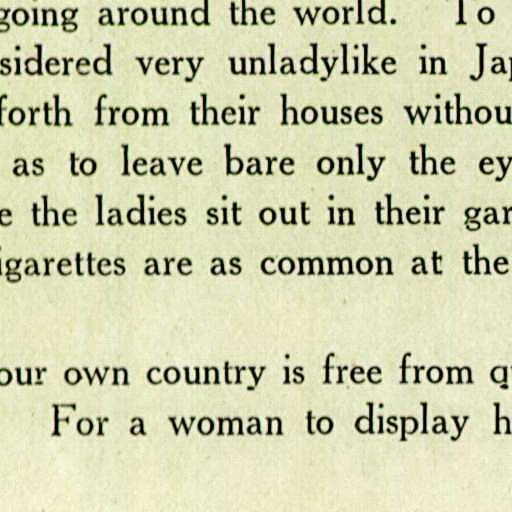 going around the world. To
sidered very unladylike in Jap
forth from their houses withou
as to leave bare only the ey
e the ladies sit out in their gar
igarettes are as common at the
our own country is free from q
For a woman to display h